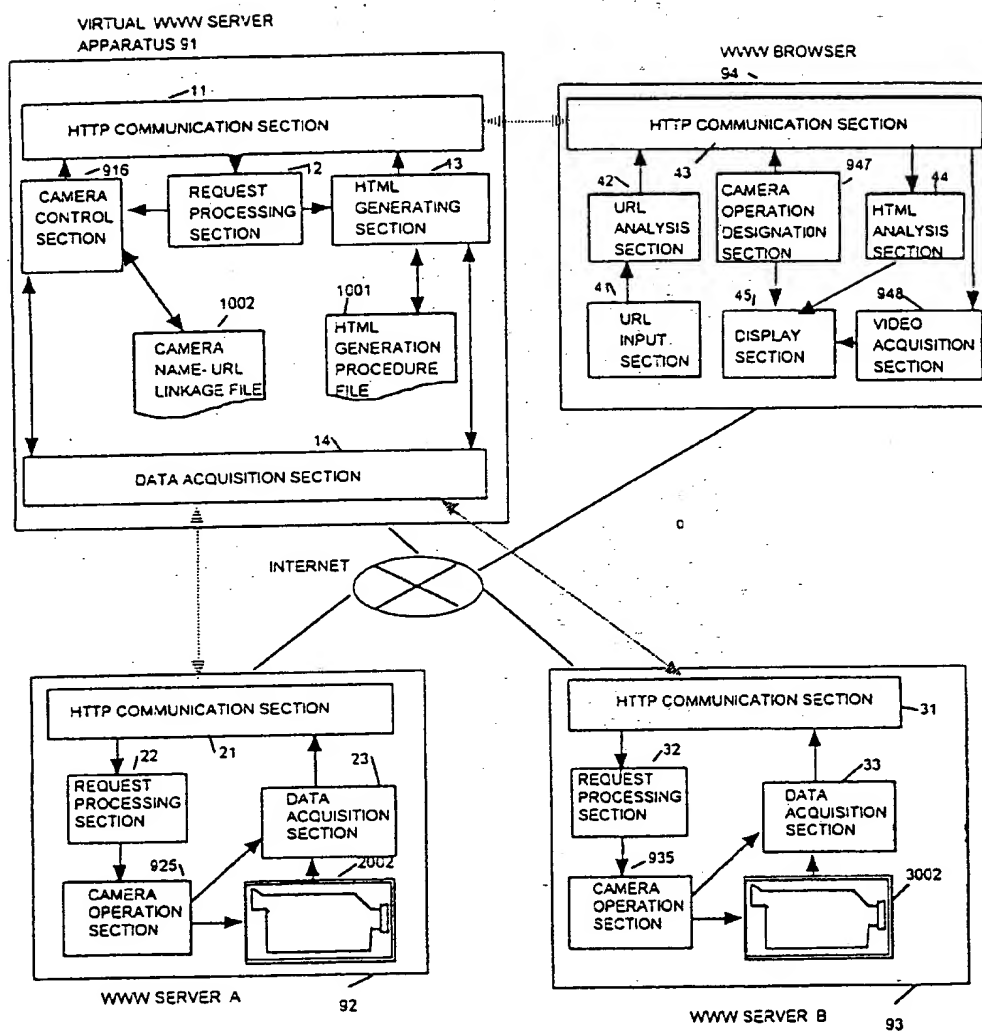 VIRTUAL WWW SERVER
APPARATUS 91
11
HTTP COMMUNICATION SECTION
916
CAMERA
CONTROL
SECTION
12
REQUEST
PROCESSING
SECTION
13
HTML
GENERATING
SECTION
1002
CAMERA
NAME- URL
LINKAGE FILE
1001
HTML
GENERATION
PROCEDURE
FILE
14
DATA ACQUISITION SECTION
WWW BROWSER
94
HTTP COMMUNICATION SECTION
43
42
URL
ANALYSIS
SECTION
947
CAMERA
OPERATION
DESIGNATION
SECTION
44
HTML
ANALYSIS
SECTION
41
URL
INPUT
SECTION
45
DISPLAY
SECTION
948
VIDEO
ACQUISITION
SECTION
INTERNET
HTTP COMMUNICATION SECTION
21
22
REQUEST
PROCESSING
SECTION
23
DATA
ACQUISITION
SECTION
925
CAMERA
OPERATION
SECTION
2002
WWW SERVER A
92
HTTP COMMUNICATION SECTION
31
32
REQUEST
PROCESSING
SECTION
33
DATA
ACQUISITION
SECTION
935
CAMERA
OPERATION
SECTION
3002
WWW SERVER B
93